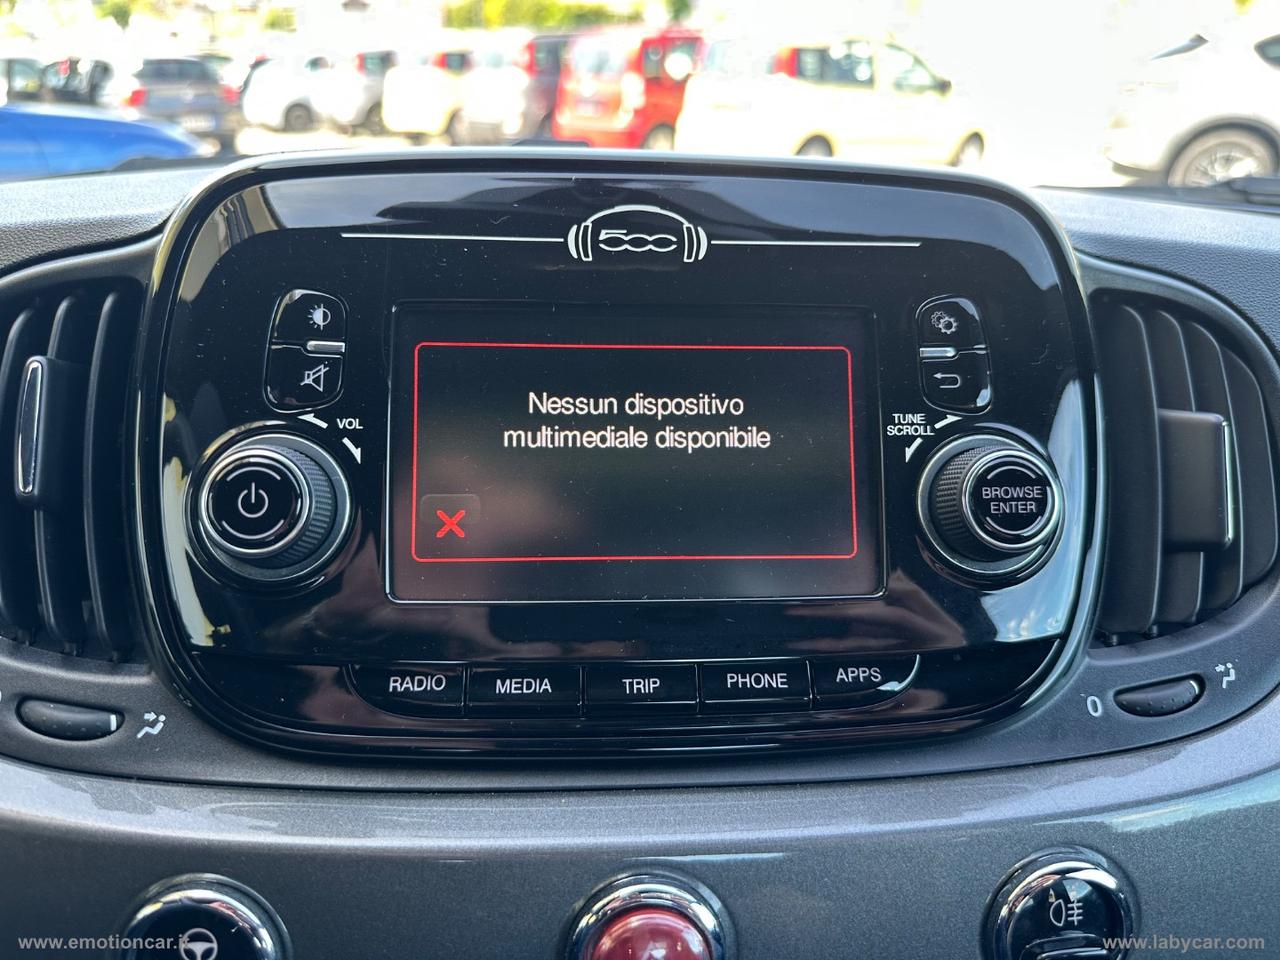 500
VOL
TUNE
SCROLL
Nessun dispositivo
multimediale disponibile
BROWSE
ENTER
RADIO
MEDIA
TRIP
PHONE
APPS
0
www.emotioncar.it
www.labycar.com